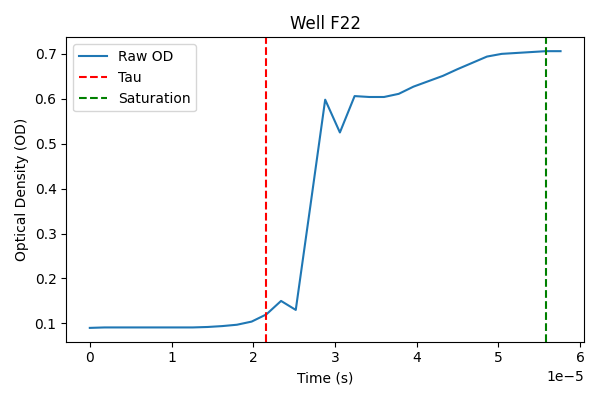 Well F22
Optical Density (OD)
0.7
0.6
0.5
0.4
0.3
0.2
0.1
Raw OD
Tau
Saturation
0 1 2 3 4 5 6
1e−5
Time (s)